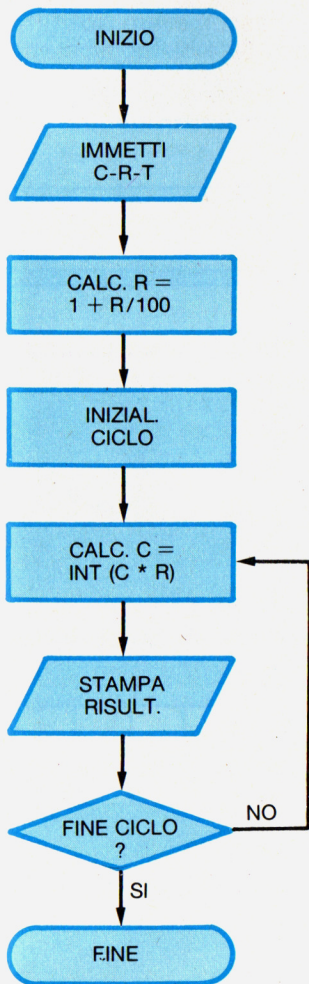 INIZIO
IMMETTI
C-R-T
CALC. R =
1 + R/100
INIZIAL.
CICLO
CALC. C =
INT (C * R)
STAMPA
RISULT.
FINE CICLO
?
NO
SI
FINE